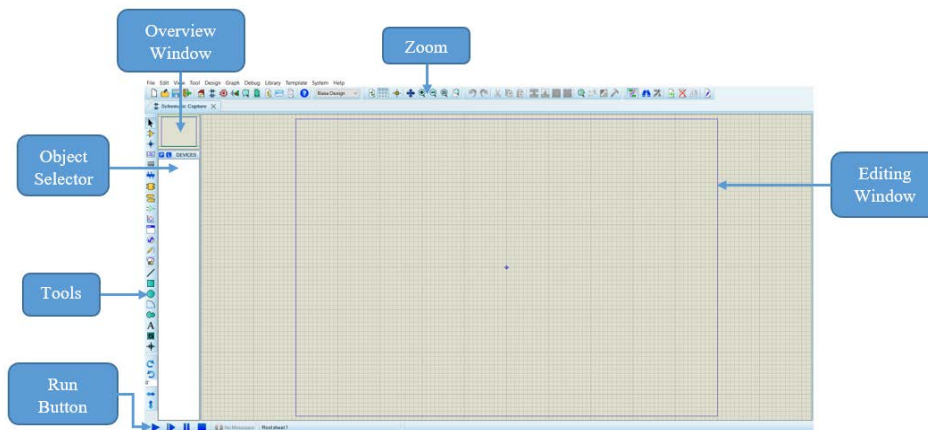 Overview
Window
Zoom
File Edit View Tool Design Graph Debug Library Template System Help
Base Design
Schematic Capture X
Object
Selector
P L DEVICES
Editing
Window
Tools
A
Run
Button
No Messages Root sheet 1